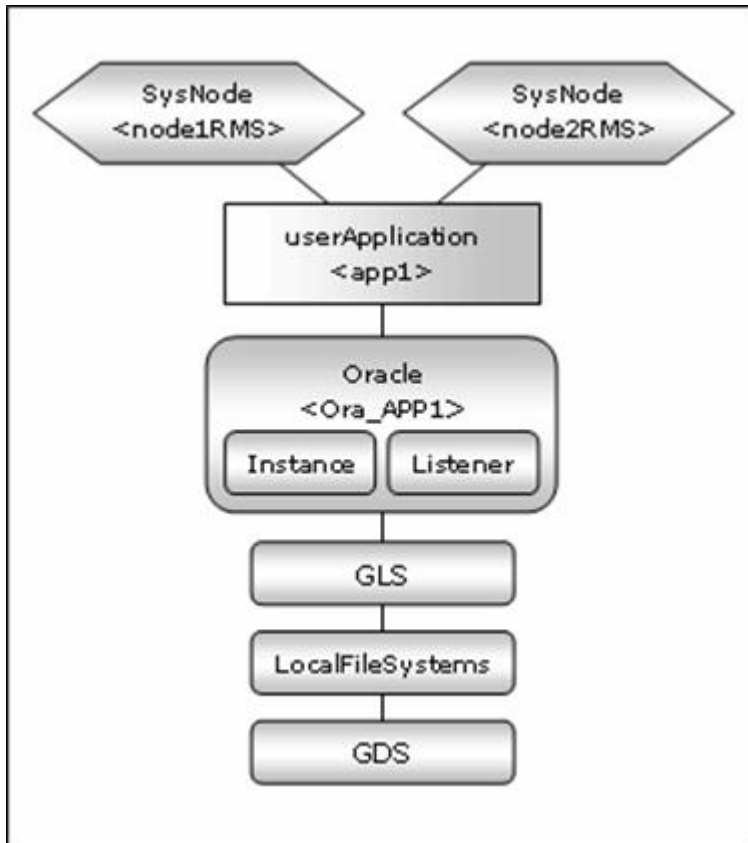 SysNode
<node1RMS>
SysNode
<node2RMS>
userApplication
<app1>
Oracle
<Ora_APP1>
Instance
Listener
GLS
LocalFileSystems
GDS